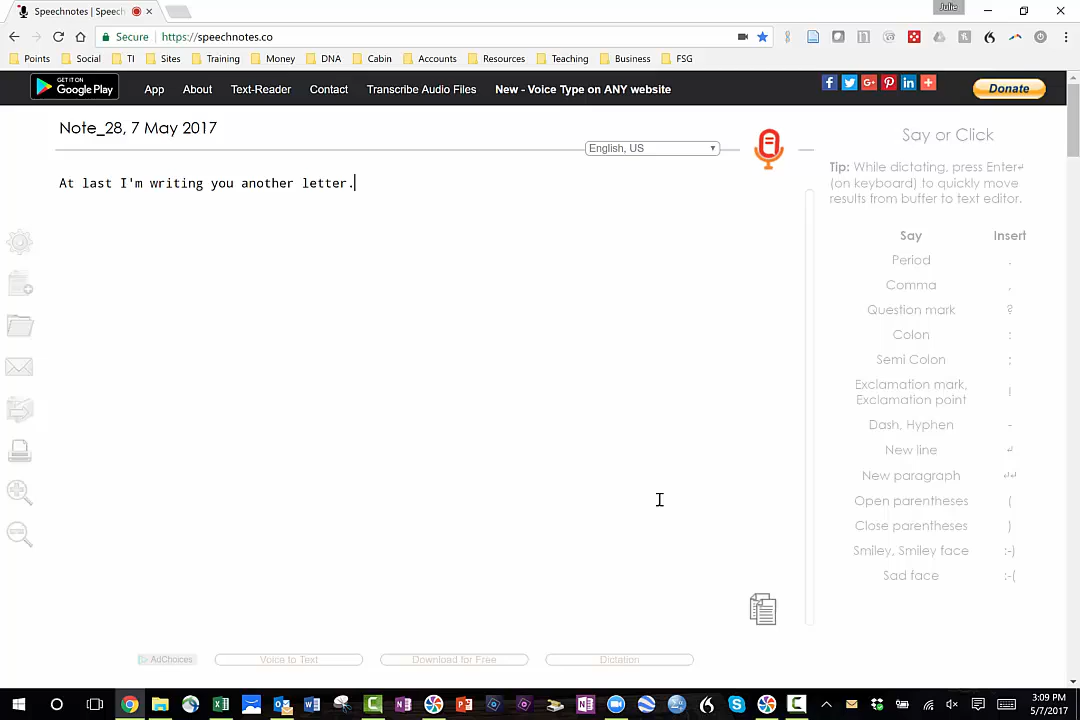 Speechnotes | Speech
Julie
Secure https://speechnotes.co
Points Social TI Sites Training Money DNA Cabin Accounts Resources Teaching Business FSG
GET IT ON
Google Play
App About Text-Reader Contact Transcribe Audio Files New - Voice Type on ANY website
Donate
Note_28, 7 May 2017
English, US
At last I'm writing you another letter.
Say or Click
Tip: While dictating, press Enter↵
(on keyboard) to quickly move
results from buffer to text editor.
Say Insert
Period .
Comma ,
Question mark ?
Colon :
Semi Colon ;
Exclamation mark,
Exclamation point !
Dash, Hyphen -
New line ↵
New paragraph ↵↵
Open parentheses (
Close parentheses )
Smiley, Smiley face :-)
Sad face :-(
AdChoices Voice to Text Download for Free Dictation
3:09 PM
5/7/2017